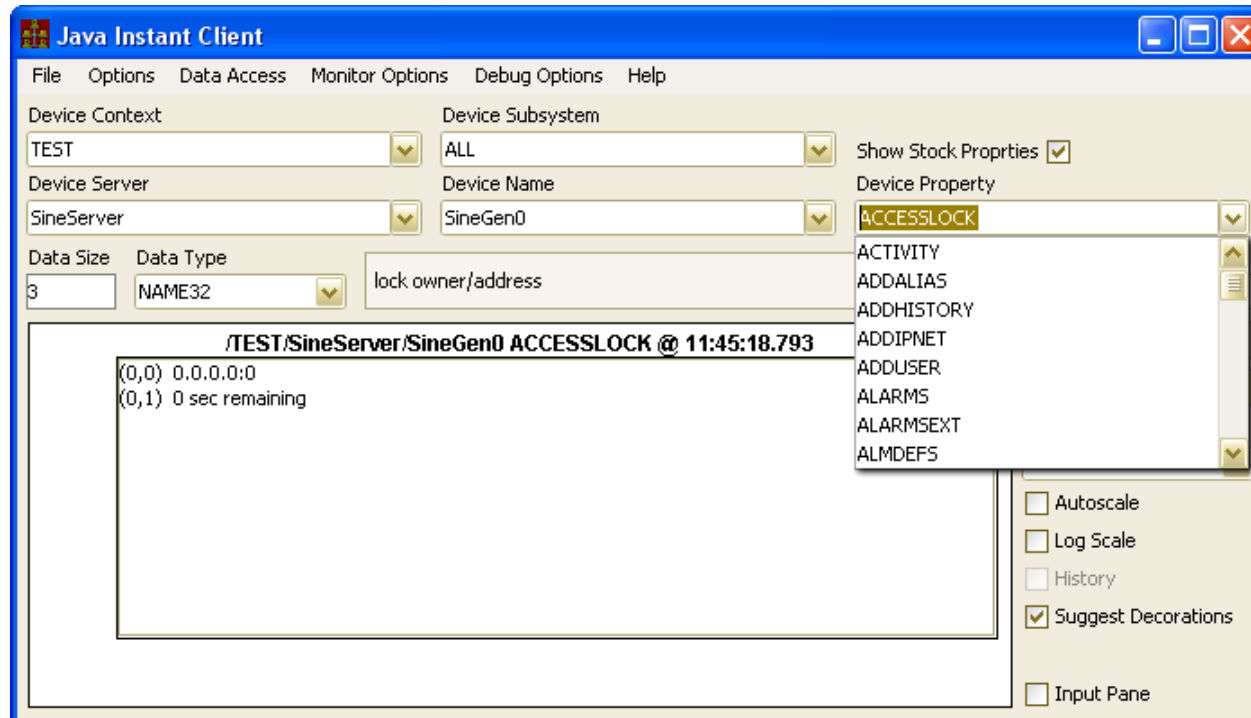 Java Instant Client
File Options Data Access Monitor Options Debug Options Help
Device Context Device Subsystem
TEST ALL Show Stock Proprties
Device Server Device Name Device Property
SineServer SineGen0 ACCESSLOCK
Data Size Data Type
3 NAME32 lock owner/address
ACTIVITY
ADDALIAS
ADDHISTORY
ADDIPNET
ADDUSER
ALARMS
ALARMSEXT
ALMDEFS
/TEST/SineServer/SineGen0 ACCESSLOCK @ 11:45:18.793
(0,0) 0.0.0.0:0
(0,1) 0 sec remaining
Autoscale
Log Scale
History
Suggest Decorations
Input Pane